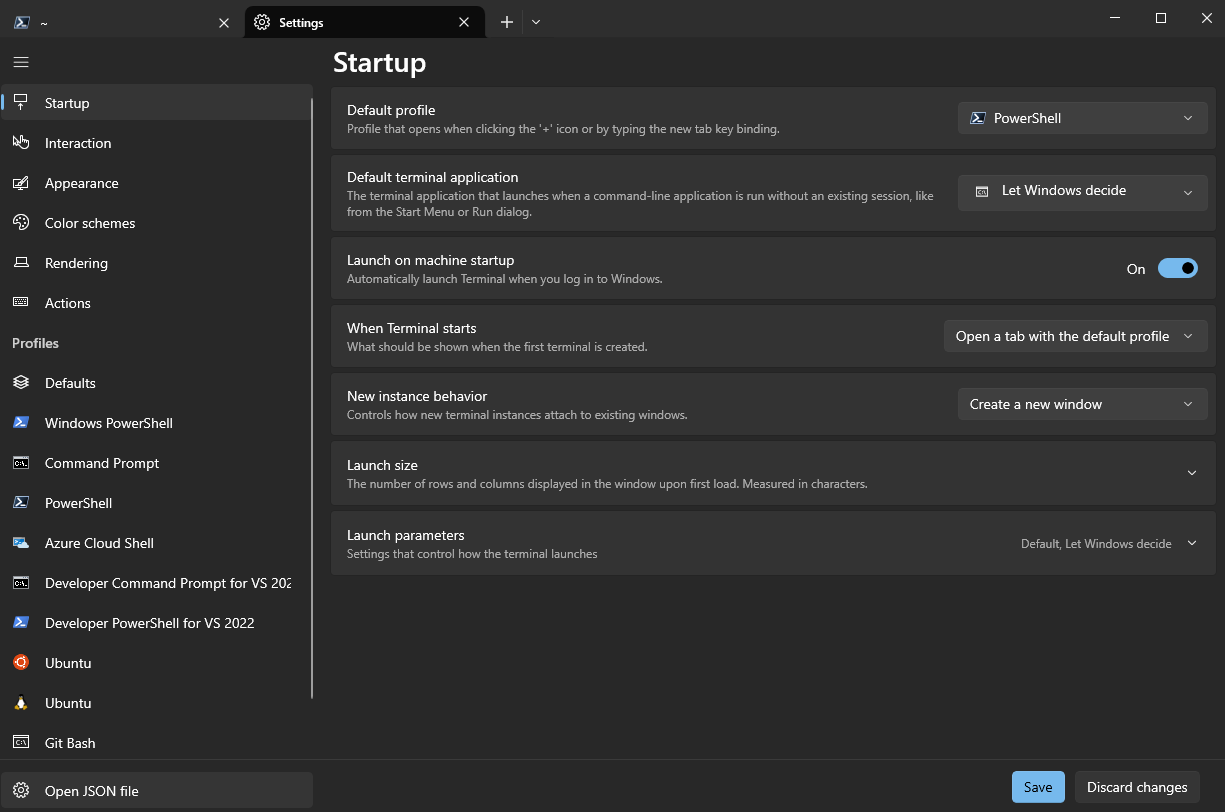 ~
Settings
Startup
Interaction
Appearance
Color schemes
Rendering
Actions
Profiles
Defaults
Windows PowerShell
Command Prompt
PowerShell
Azure Cloud Shell
Developer Command Prompt for VS 202
Developer PowerShell for VS 2022
Ubuntu
Ubuntu
Git Bash
Open JSON file
Startup
Default profile
Profile that opens when clicking the '+' icon or by typing the new tab key binding.
PowerShell
Default terminal application
The terminal application that launches when a command-line application is run without an existing session, like
from the Start Menu or Run dialog.
Let Windows decide
Launch on machine startup
Automatically launch Terminal when you log in to Windows.
On
When Terminal starts
What should be shown when the first terminal is created.
Open a tab with the default profile
New instance behavior
Controls how new terminal instances attach to existing windows.
Create a new window
Launch size
The number of rows and columns displayed in the window upon first load. Measured in characters.
Launch parameters
Settings that control how the terminal launches
Default, Let Windows decide
Save
Discard changes